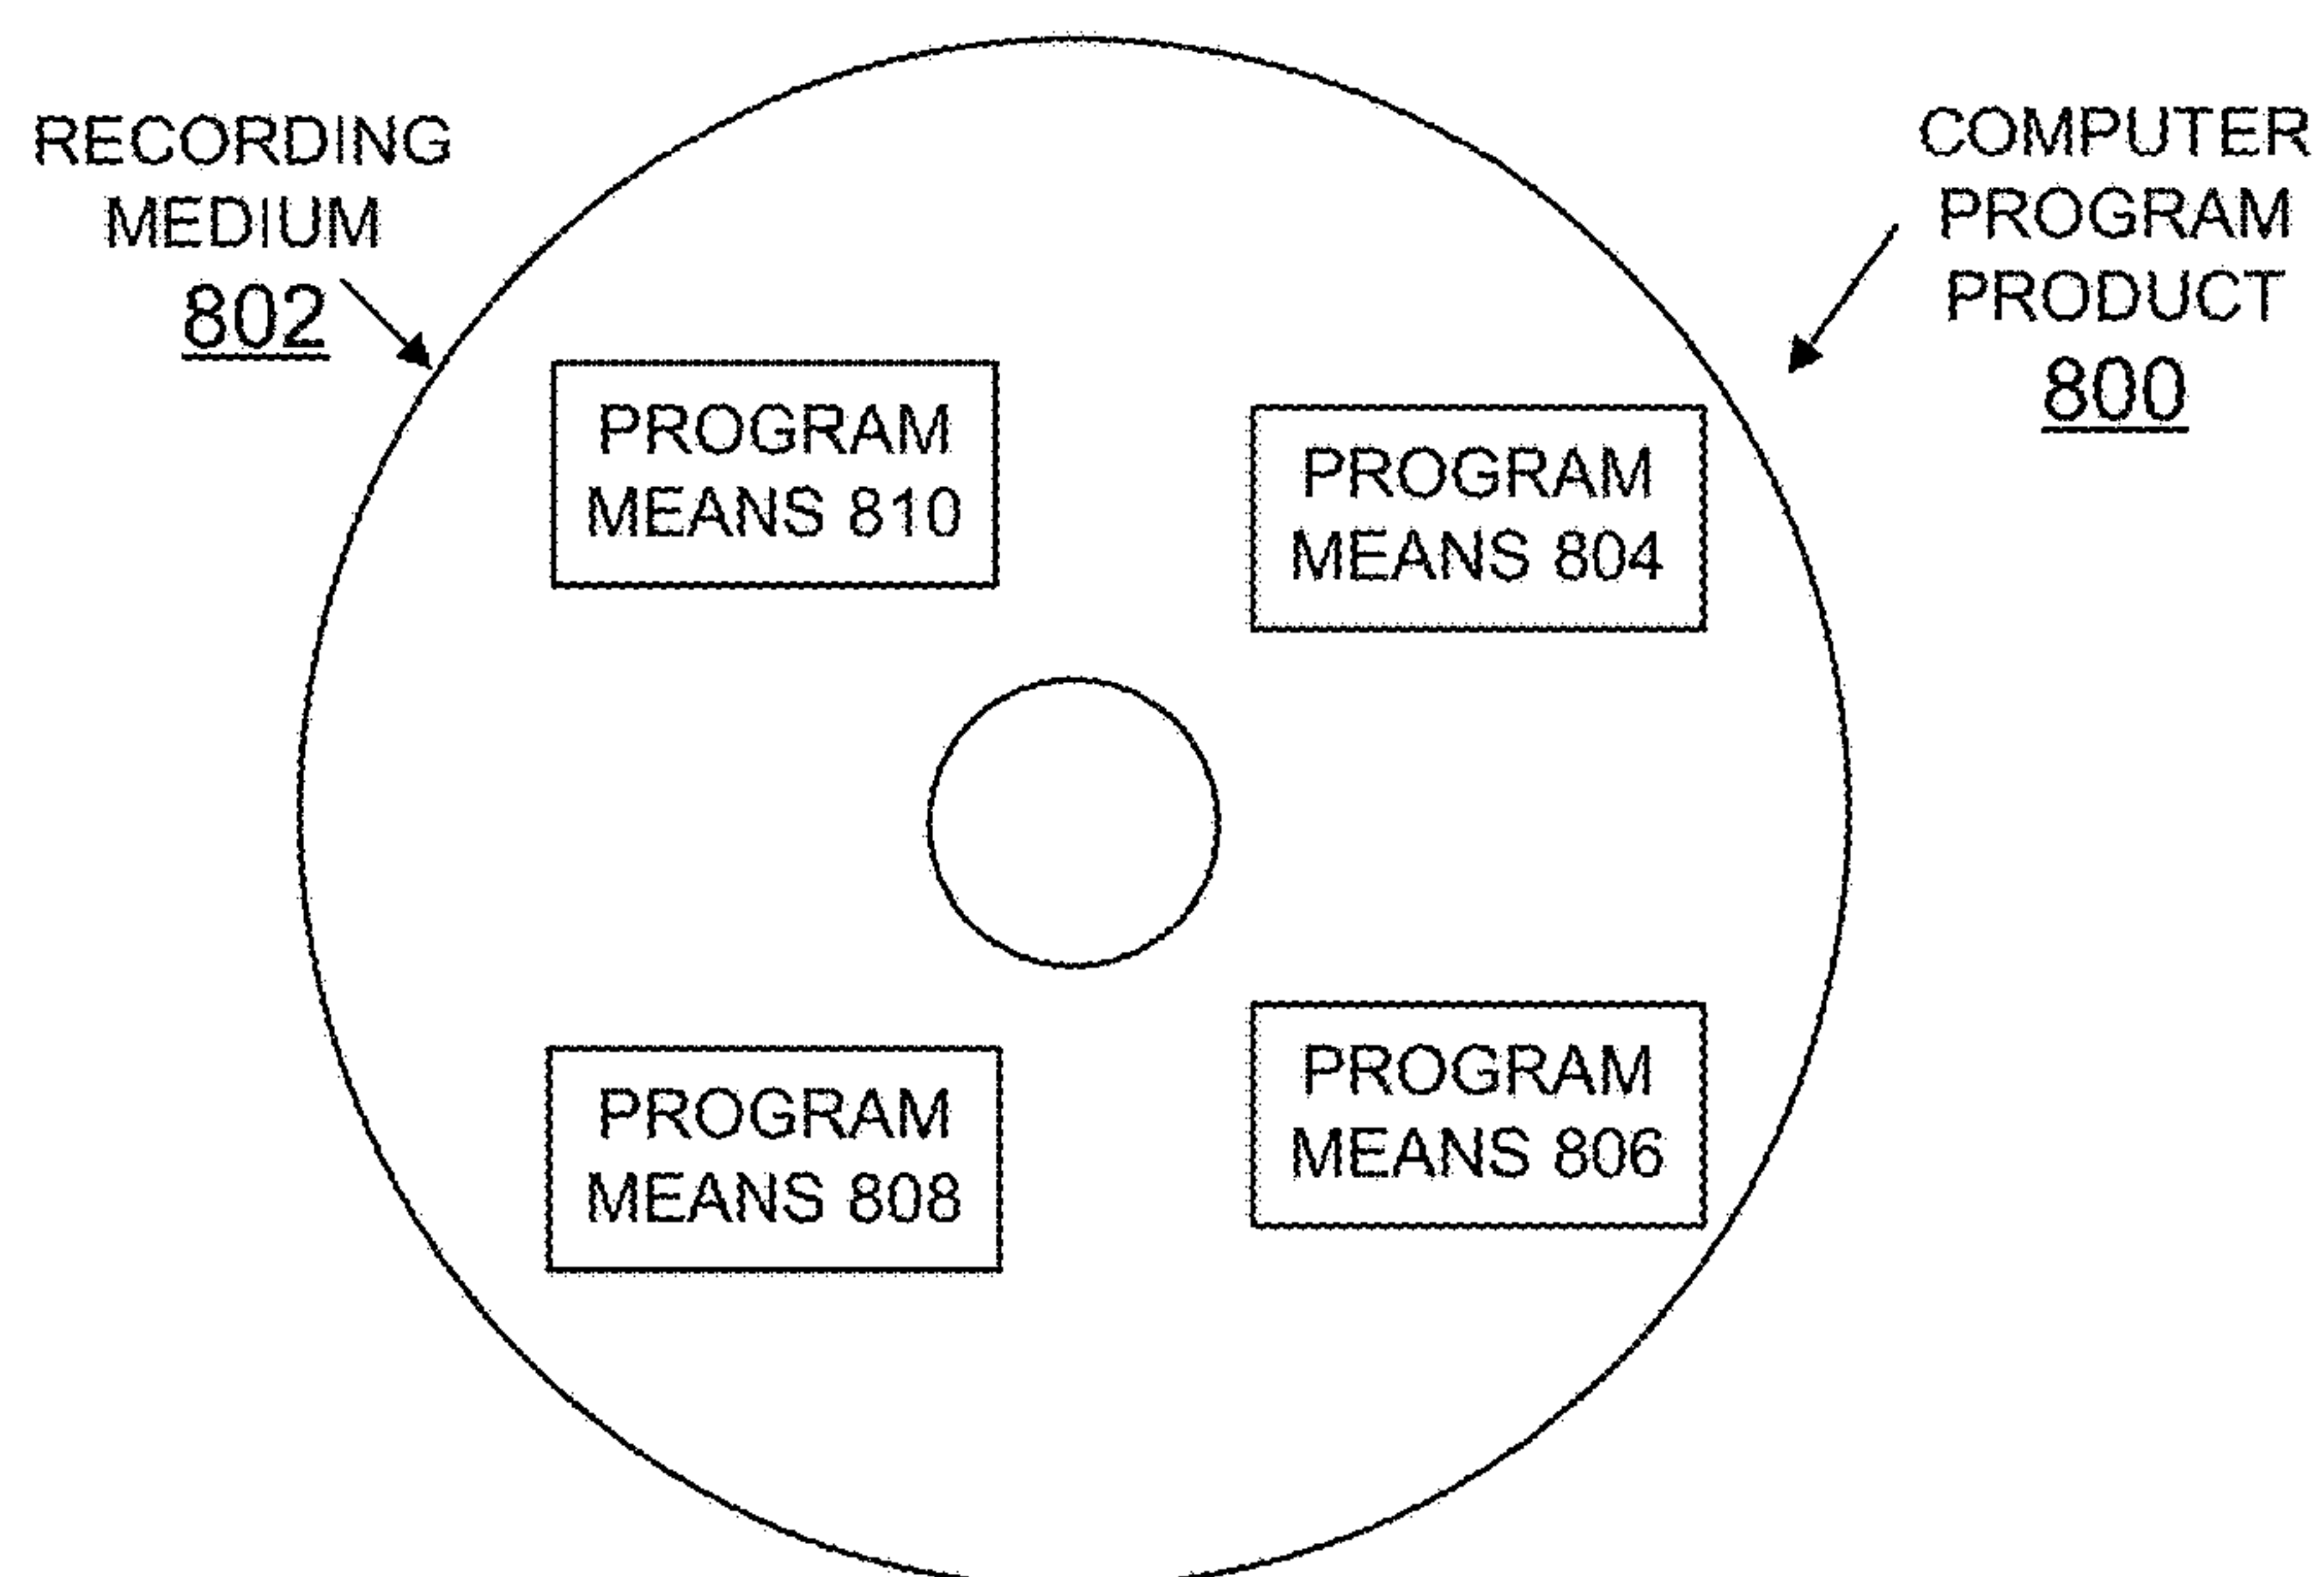 RECORDING
MEDIUM
802
COMPUTER
PROGRAM
PRODUCT
800
PROGRAM
MEANS 810
PROGRAM
MEANS 804
PROGRAM
MEANS 808
PROGRAM
MEANS 806